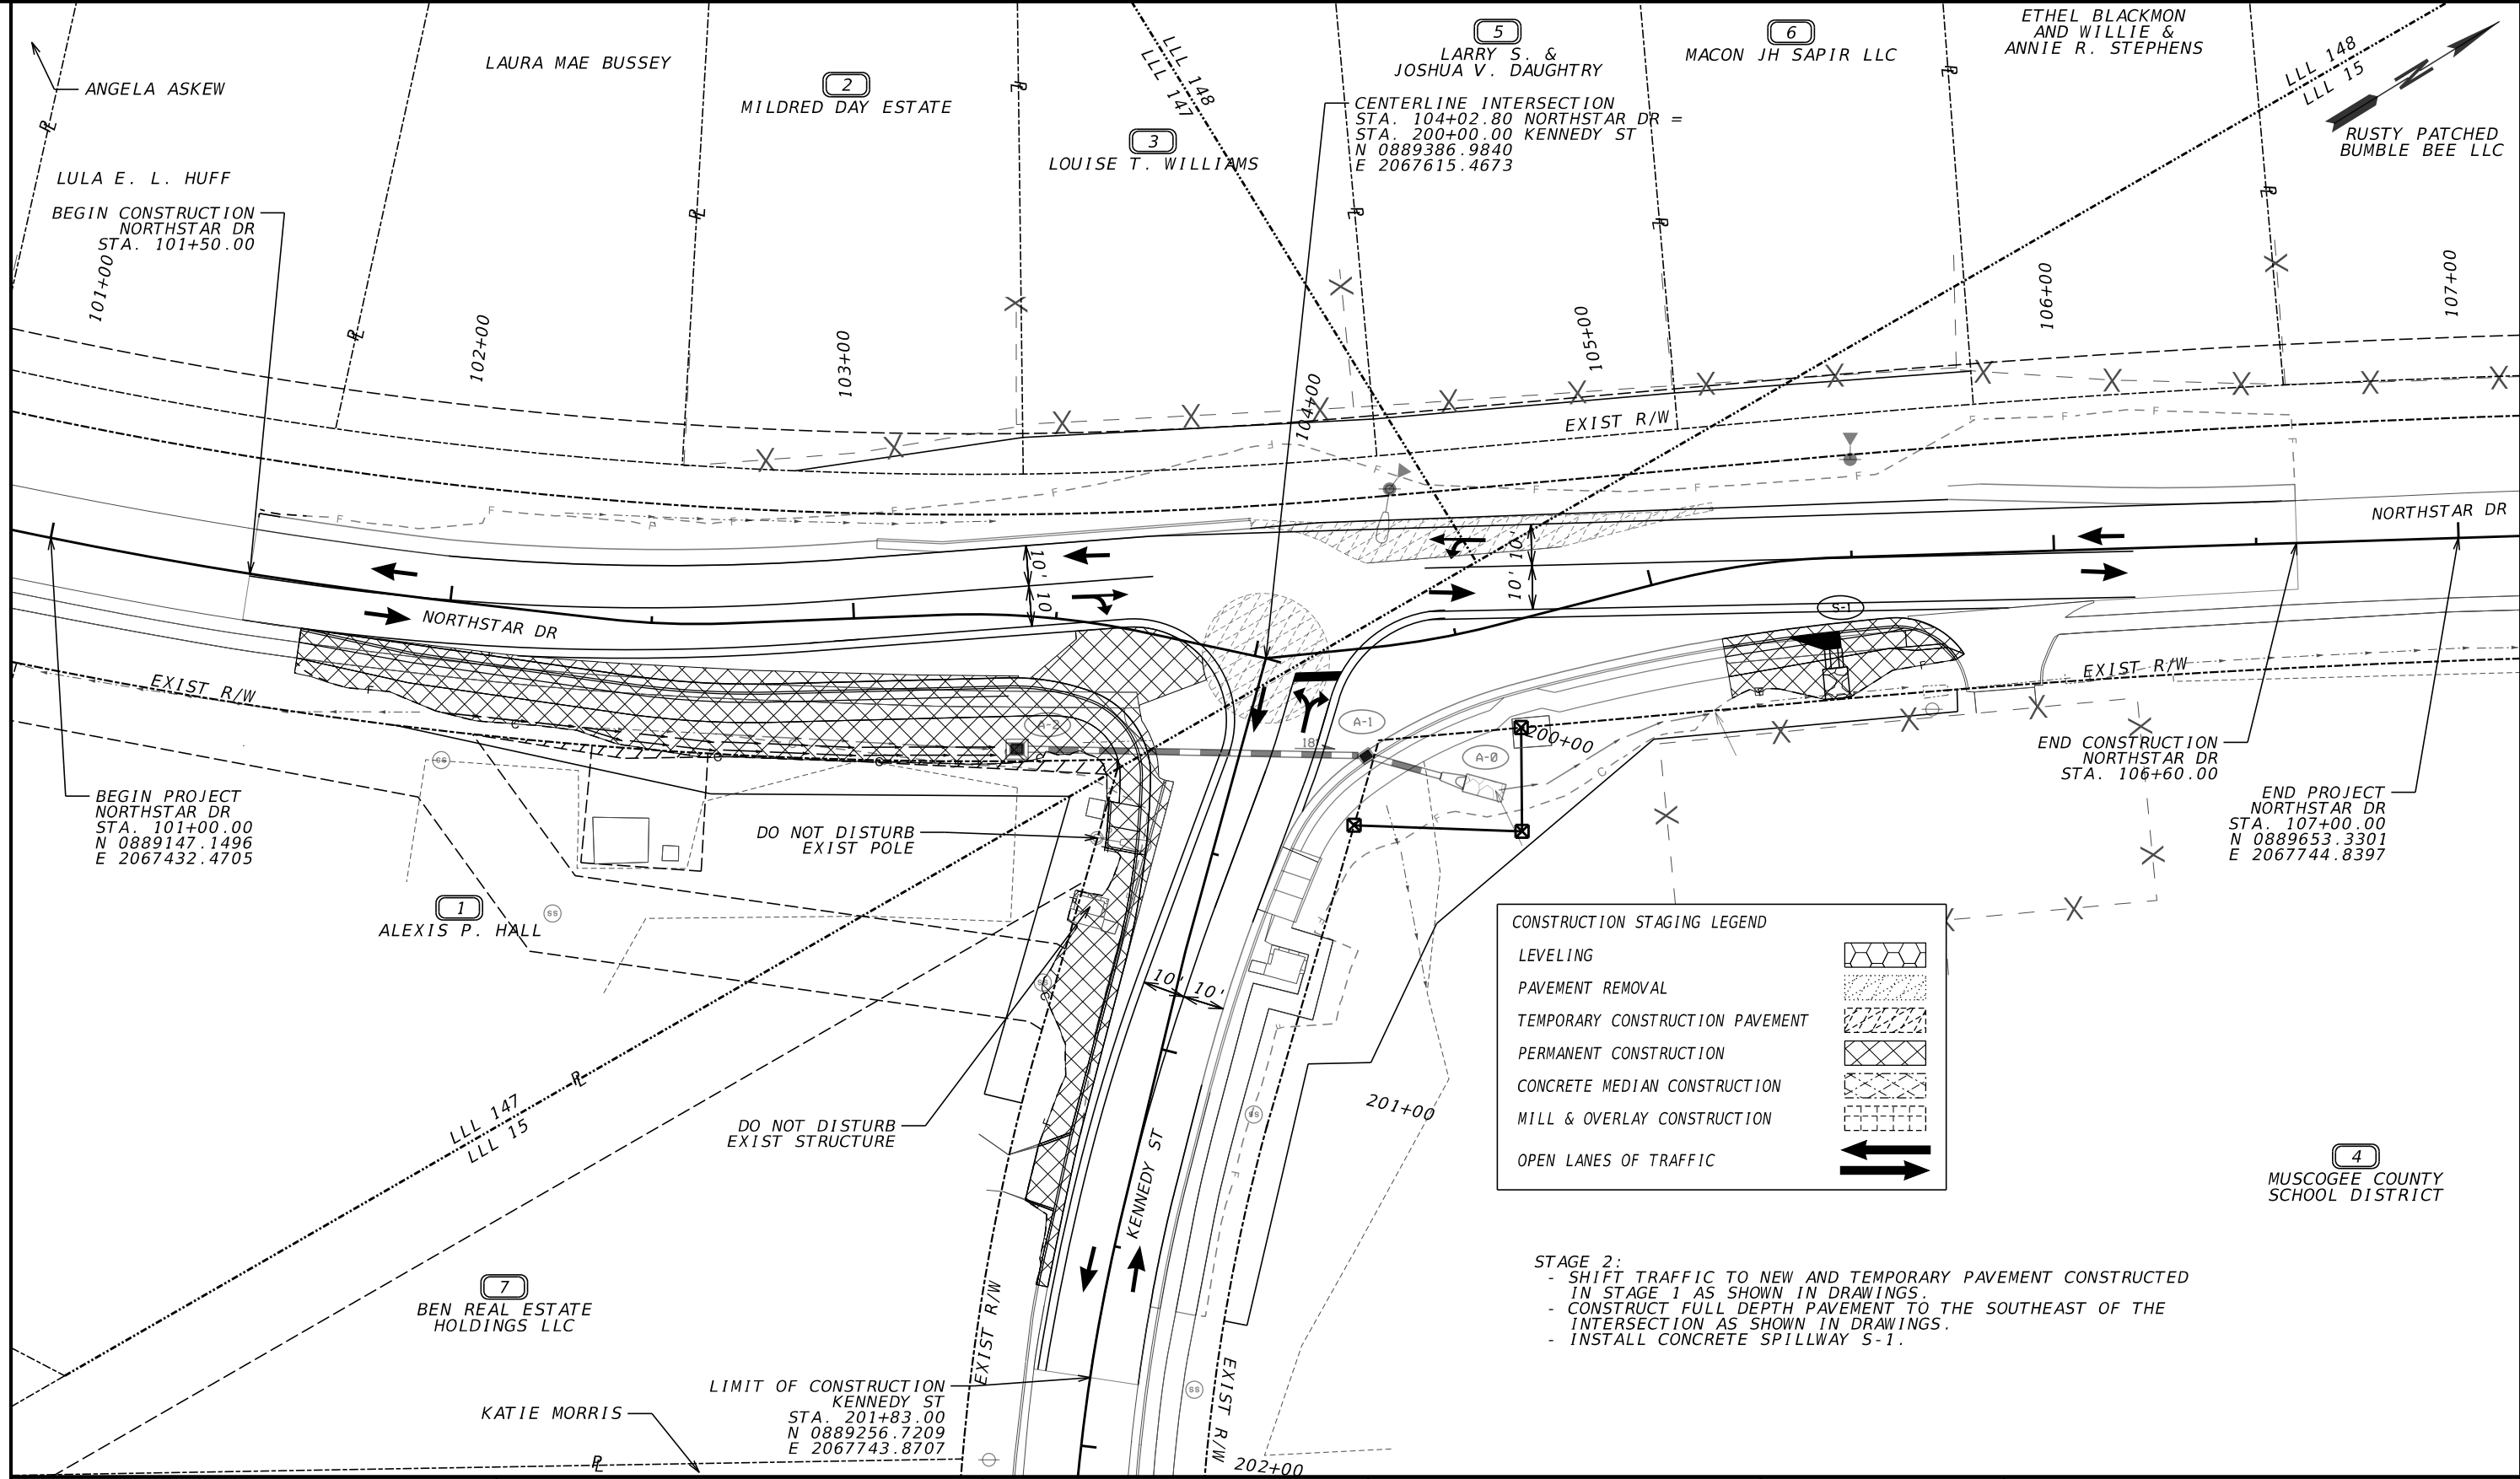 ANGELA ASKEW
LAURA MAE BUSSEY
2
MILDRED DAY ESTATE
3
LOUISE T. WILLIAMS
LLL 148
LLL 147
5
LARRY S. &
JOSHUA V. DAUGHTRY
6
MACON JH SAPIR LLC
ETHEL BLACKMON
AND WILLIE &
ANNIE R. STEPHENS
LLL 148
LLL 15
N
RUSTY PATCHED
BUMBLE BEE LLC
CENTERLINE INTERSECTION
STA. 104+02.80 NORTHSTAR DR =
STA. 200+00.00 KENNEDY ST
N 0889386.9840
E 2067615.4673
LULA E. L. HUFF
BEGIN CONSTRUCTION
NORTHSTAR DR
STA. 101+50.00
101+00
102+00
103+00
104+00
105+00
106+00
107+00
EXIST R/W
NORTHSTAR DR
10'
10'
10'
10'
NORTHSTAR DR
S-1
EXIST R/W
EXIST R/W
A-2
A-1
18"
A-0
200+00
BEGIN PROJECT
NORTHSTAR DR
STA. 101+00.00
N 0889147.1496
E 2067432.4705
DO NOT DISTURB
EXIST POLE
END CONSTRUCTION
NORTHSTAR DR
STA. 106+60.00
END PROJECT
NORTHSTAR DR
STA. 107+00.00
N 0889653.3301
E 2067744.8397
1
ALEXIS P. HALL
SS
SS
SS
SS
SS
10'
10'
CONSTRUCTION STAGING LEGEND
LEVELING
PAVEMENT REMOVAL
TEMPORARY CONSTRUCTION PAVEMENT
PERMANENT CONSTRUCTION
CONCRETE MEDIAN CONSTRUCTION
MILL & OVERLAY CONSTRUCTION
OPEN LANES OF TRAFFIC
LLL 147
LLL 15
DO NOT DISTURB
EXIST STRUCTURE
201+00
KENNEDY ST
4
MUSCOGEE COUNTY
SCHOOL DISTRICT
7
BEN REAL ESTATE
HOLDINGS LLC
EXIST R/W
EXIST R/W
STAGE 2:
- SHIFT TRAFFIC TO NEW AND TEMPORARY PAVEMENT CONSTRUCTED
IN STAGE 1 AS SHOWN IN DRAWINGS.
- CONSTRUCT FULL DEPTH PAVEMENT TO THE SOUTHEAST OF THE
INTERSECTION AS SHOWN IN DRAWINGS.
- INSTALL CONCRETE SPILLWAY S-1.
LIMIT OF CONSTRUCTION
KENNEDY ST
STA. 201+83.00
N 0889256.7209
E 2067743.8707
KATIE MORRIS
202+00